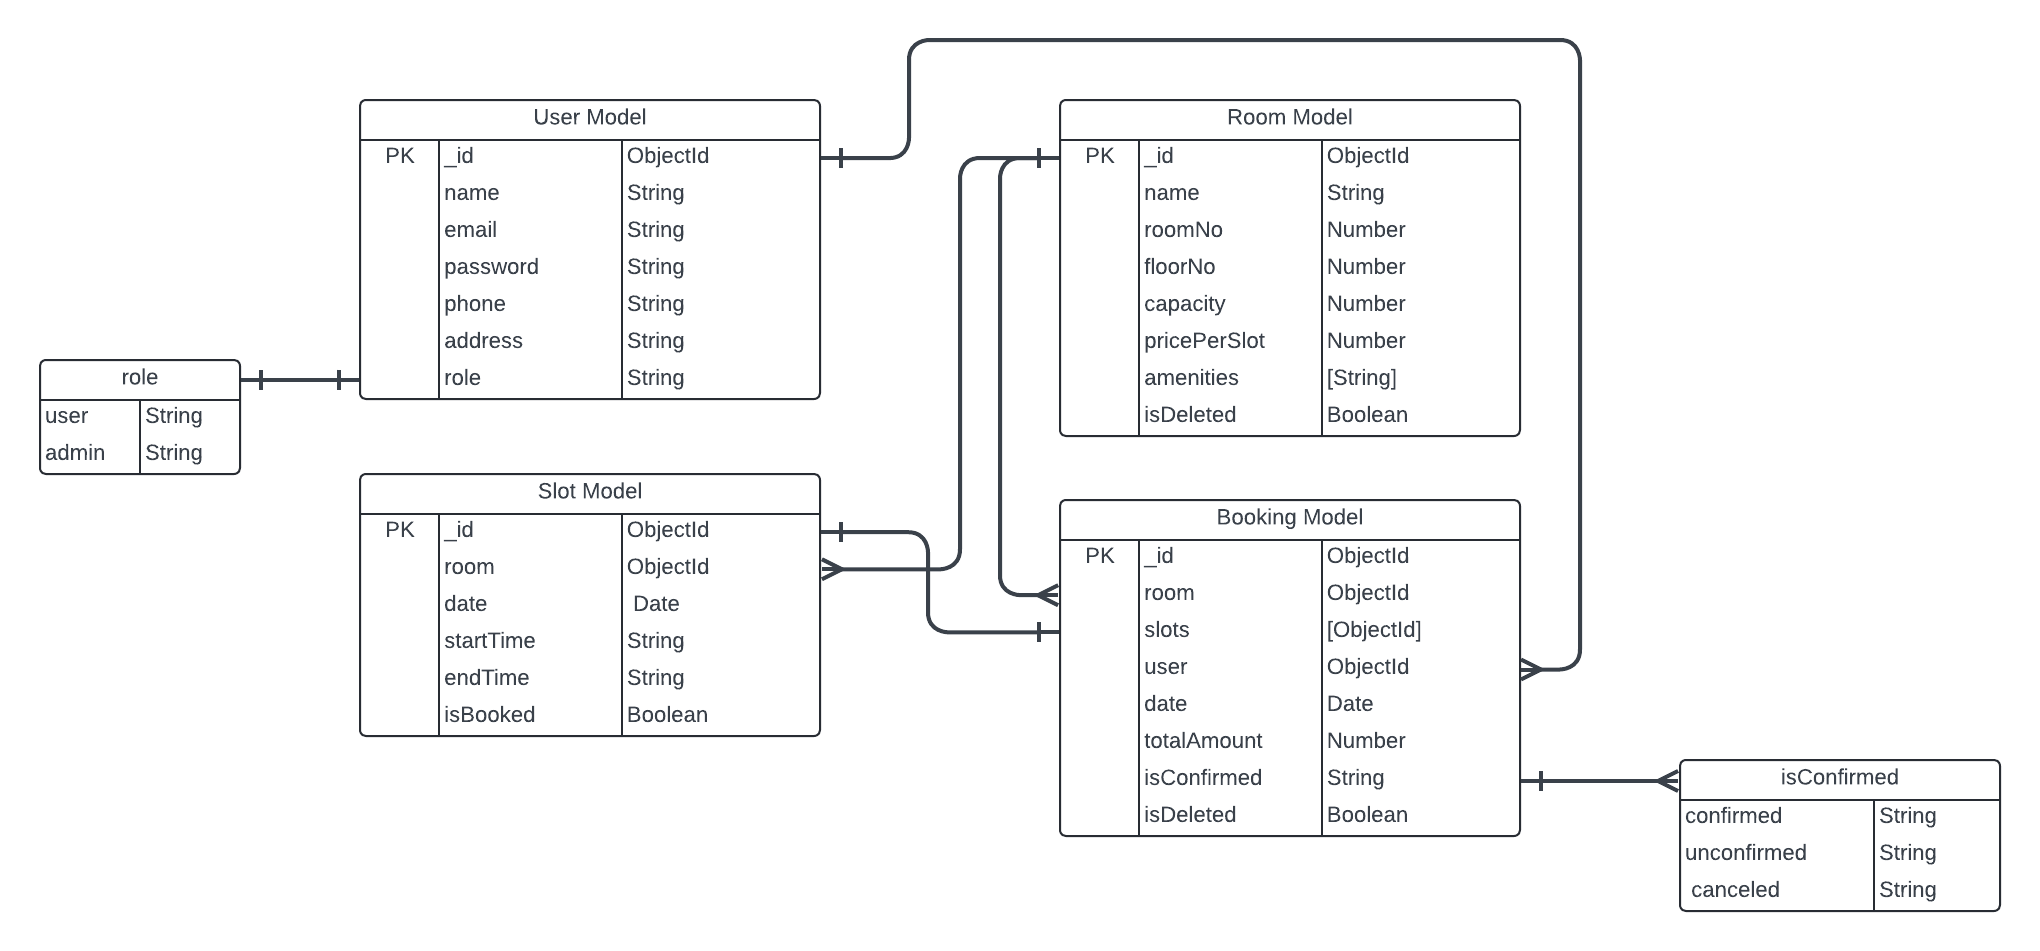 User Model
PK _id ObjectId
name String
email String
password String
phone String
address String
role String
Room Model
PK _id ObjectId
name String
roomNo Number
floorNo Number
capacity Number
pricePerSlot Number
amenities [String]
isDeleted Boolean
role
user String
admin String
Slot Model
PK _id ObjectId
room ObjectId
date Date
startTime String
endTime String
isBooked Boolean
Booking Model
PK _id ObjectId
room ObjectId
slots [ObjectId]
user ObjectId
date Date
totalAmount Number
isConfirmed String
isDeleted Boolean
isConfirmed
confirmed String
unconfirmed String
canceled String